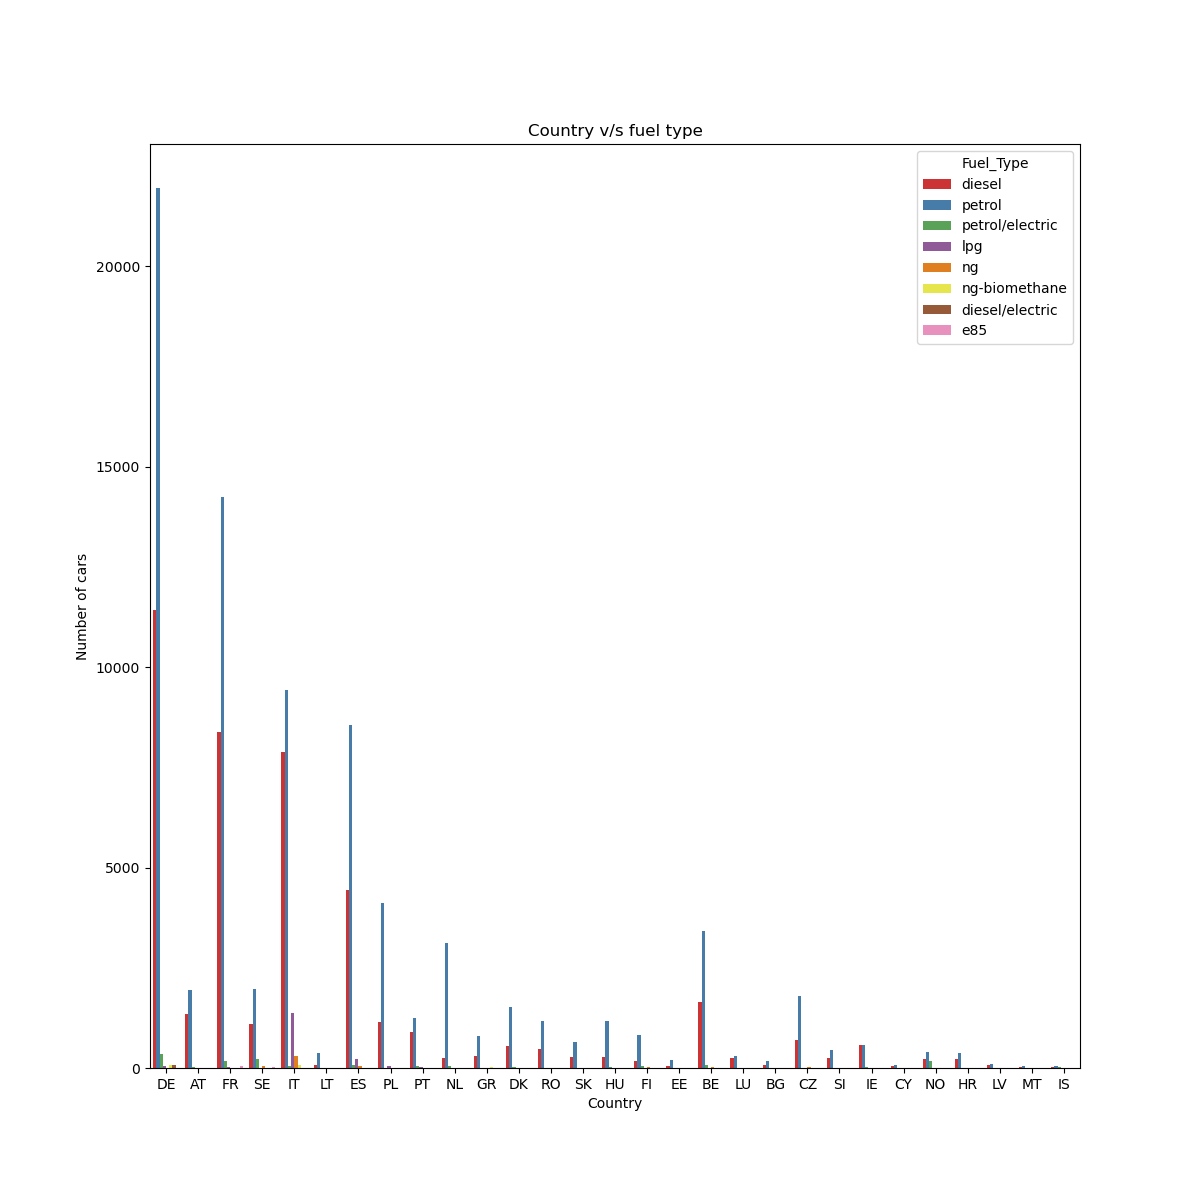 Country v/s fuel type
Fuel_Type
diesel
petrol
petrol/electric
lpg
ng
ng-biomethane
diesel/electric
e85
20000
15000
10000
5000
0
Number of cars
DE AT FR SE IT LT ES PL PT NL GR DK RO SK HU FI EE BE LU BG CZ SI IE CY NO HR LV MT IS
Country